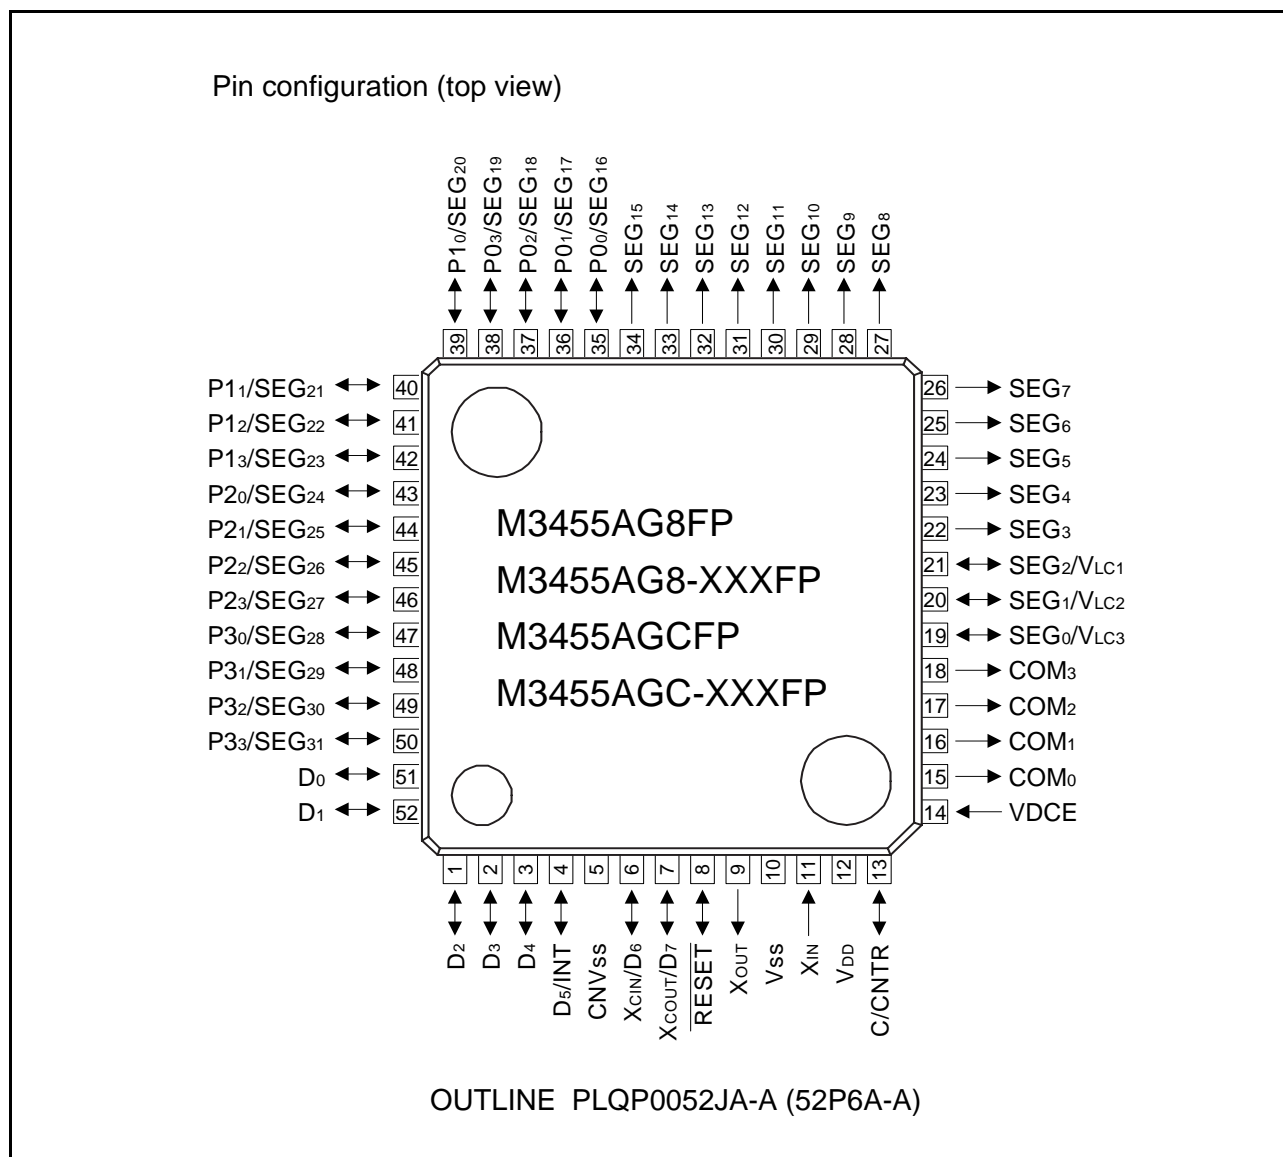 Pin configuration (top view)
P10/SEG20
P03/SEG19
P02/SEG18
P01/SEG17
P00/SEG16
SEG15
SEG14
SEG13
SEG12
SEG11
SEG10
SEG9
SEG8
39
38
37
36
35
34
33
32
31
30
29
28
27
P11/SEG21 40
P12/SEG22 41
P13/SEG23 42
P20/SEG24 43
P21/SEG25 44
P22/SEG26 45
P23/SEG27 46
P30/SEG28 47
P31/SEG29 48
P32/SEG30 49
P33/SEG31 50
D0 51
D1 52
M3455AG8FP
M3455AG8-XXXFP
M3455AGCFP
M3455AGC-XXXFP
26 SEG7
25 SEG6
24 SEG5
23 SEG4
22 SEG3
21 SEG2/VLC1
20 SEG1/VLC2
19 SEG0/VLC3
18 COM3
17 COM2
16 COM1
15 COM0
14 VDCE
1
2
3
4
5
6
7
8
9
10
11
12
13
D2
D3
D4
D5/INT
CNVss
XCIN/D6
XCOUT/D7
RESET
XOUT
Vss
XIN
VDD
C/CNTR
OUTLINE PLQP0052JA-A (52P6A-A)